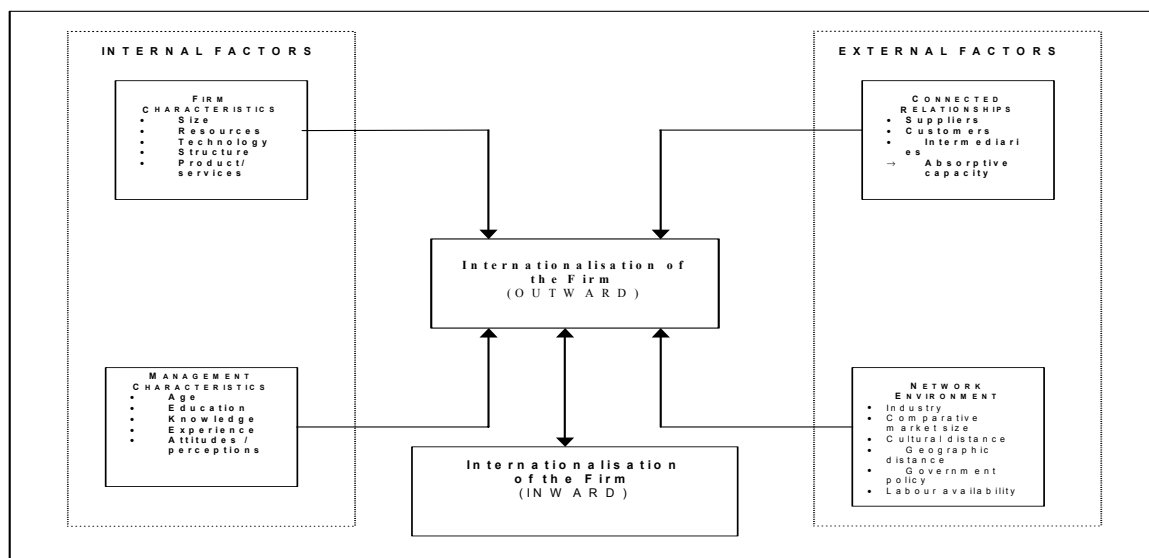 INTERNAL FACTORS
FIRM
CHARACTERISTICS
• Size
• Resources
• Technology
• Structure
• Product/
services
MANAGEMENT
CHARACTERISTICS
• Age
• Education
• Knowledge
• Experience
• Attitudes /
perceptions
Internationalisation of
the Firm
(OUTWARD)
Internationalisation
of the Firm
(INWARD)
EXTERNAL FACTORS
CONNECTED
RELATIONSHIPS
• Suppliers
• Customers
• Intermediari
es
→ Absorptive
capacity
NETWORK
ENVIRONMENT
• Industry
• Comparative
market size
• Cultural distance
• Geographic
distance
• Government
policy
• Labour availability